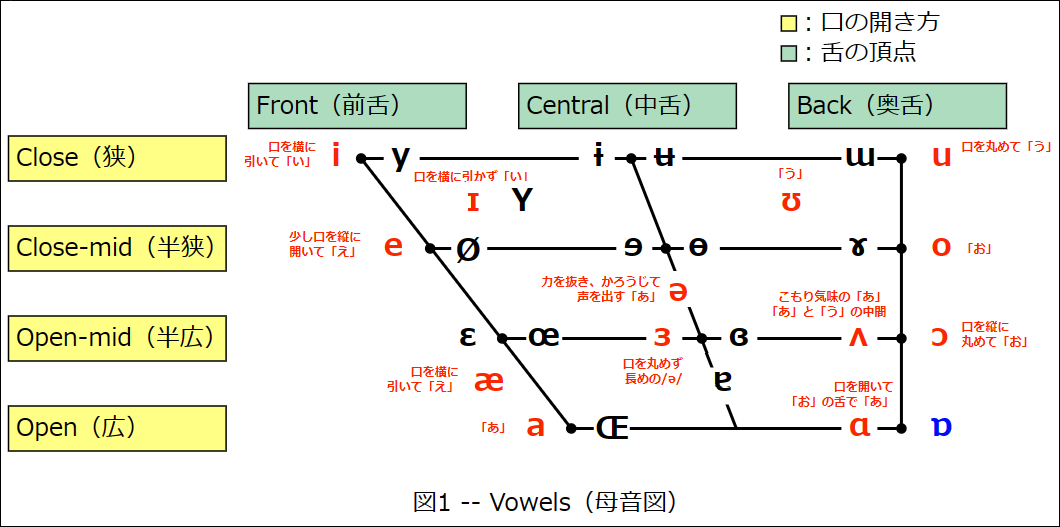 : 口の開き方
: 舌の頂点
Front（前舌）
Central（中舌）
Back（奥舌）
Close（狭）
口を横に
引いて「い」
i
y
ɨ
ʉ
ɯ
u
口を丸めて「う」
口を横に引かず「い」
ɪ
Y
「う」
ʊ
Close-mid（半狭）
少し口を縦に
開いて「え」
e
Ø
ɘ
ɵ
ɤ
o
「お」
力を抜き、かろうじて
声を出す「あ」
ə
こもり気味の「あ」
「あ」と「う」の中間
Open-mid（半広）
ɛ
œ
ɜ
ɞ
ʌ
ɔ
口を縦に
丸めて「お」
口を横に
引いて「え」
æ
口を丸めず
長めの/ə/
ɐ
口を開いて
「お」の舌で「あ」
Open（広）
「あ」
a
Œ
ɑ
ɒ
図1 -- Vowels（母音図）